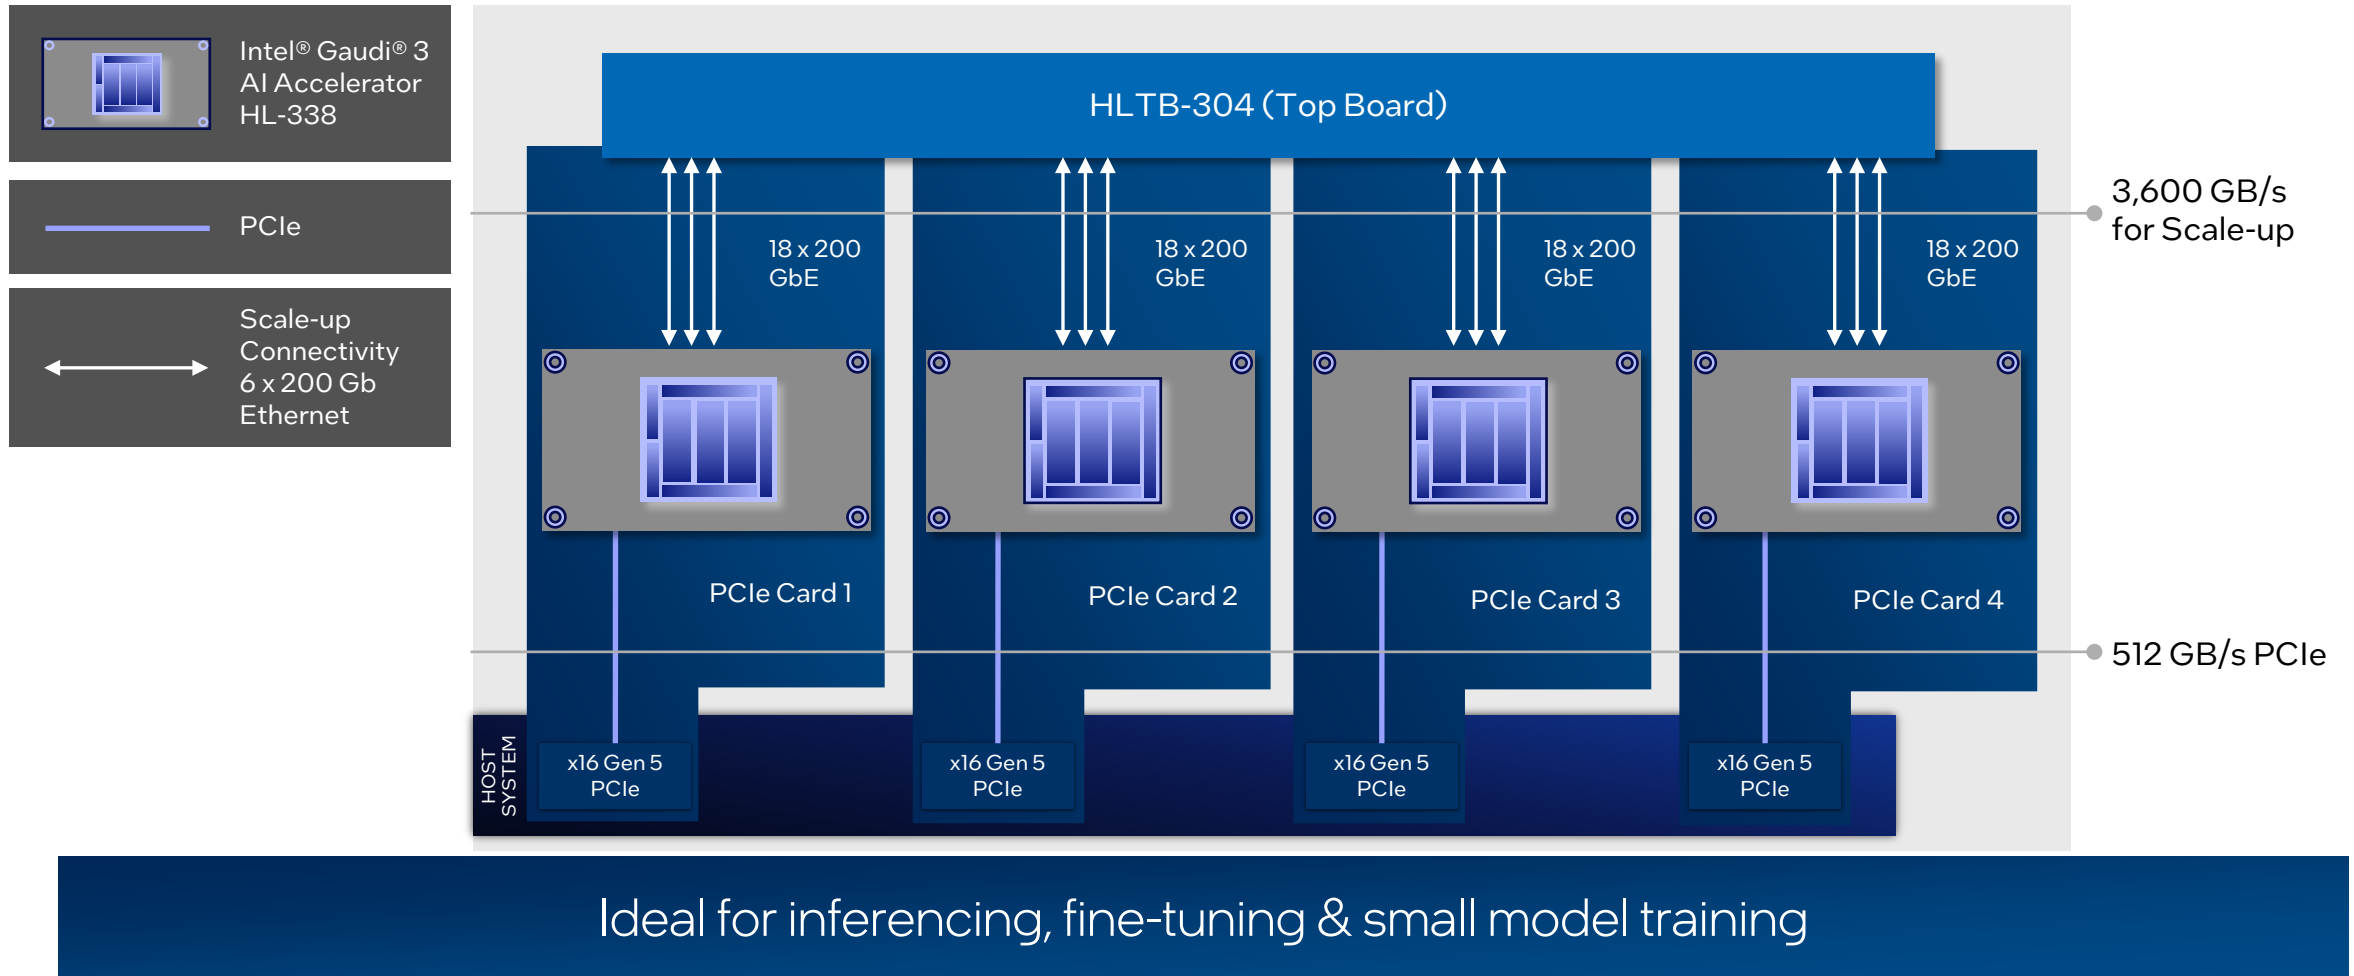 Intel® Gaudi® 3
AI Accelerator
HL-338
PCIe
Scale-up
Connectivity
6 x 200 Gb
Ethernet
HLTB-304 (Top Board)
3,600 GB/s
for Scale-up
18 x 200
GbE
18 x 200
GbE
18 x 200
GbE
18 x 200
GbE
PCIe Card 1
PCIe Card 2
PCIe Card 3
PCIe Card 4
512 GB/s PCIe
HOST
SYSTEM
x16 Gen 5
PCIe
x16 Gen 5
PCIe
x16 Gen 5
PCIe
x16 Gen 5
PCIe
Ideal for inferencing, fine-tuning & small model training